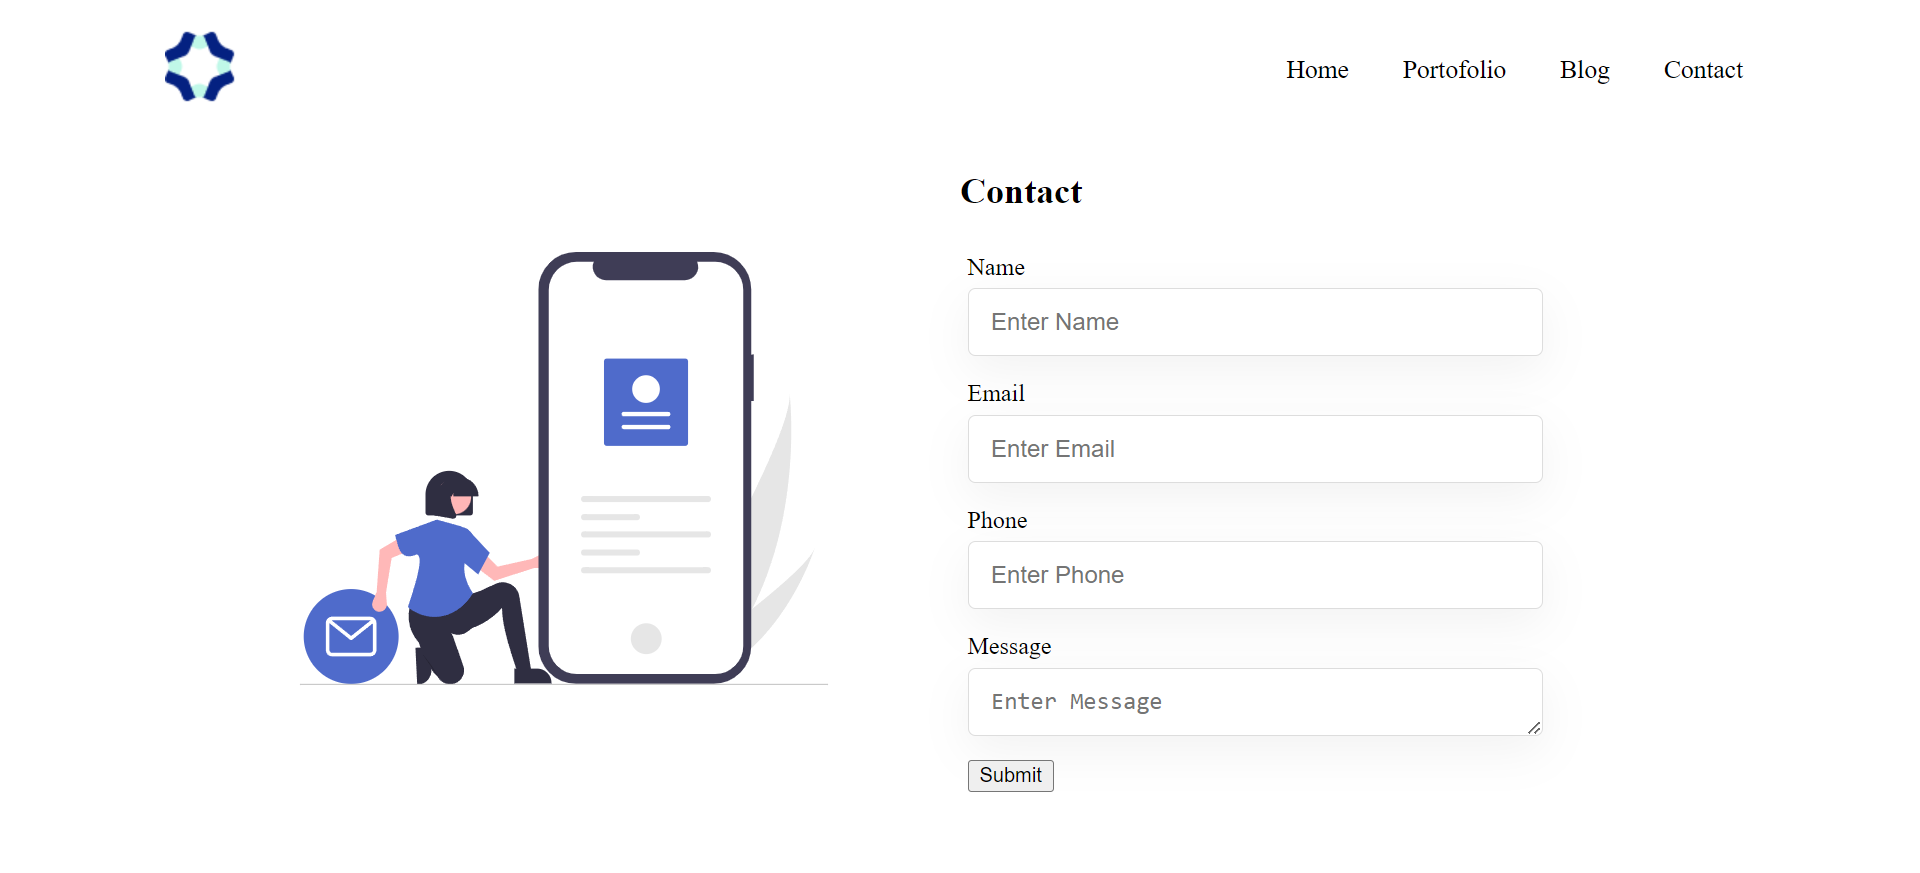 Home Portofolio Blog Contact
Contact
Name
Enter Name
Email
Enter Email
Phone
Enter Phone
Message
Enter Message
Submit